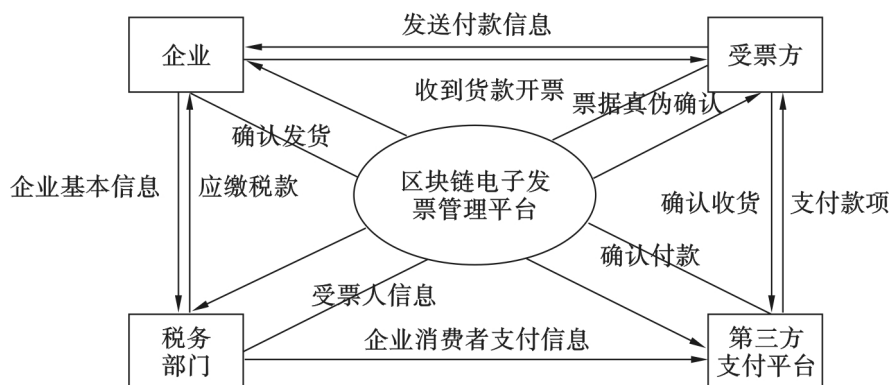 发送付款信息
企业
受票方
收到货款开票
票据真伪确认
确认发货
企业基本信息
应缴税款
区块链电子发
票管理平台
确认收货
支付款项
确认付款
受票人信息
税务
部门
企业消费者支付信息
第三方
支付平台